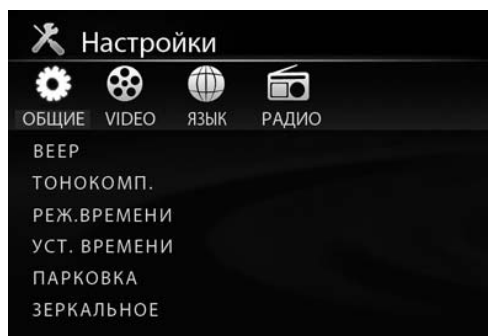 Настройки
ОБЩИЕ VIDEO ЯЗЫК РАДИО
BEEP
ТОНОКОМП.
РЕЖ.ВРЕМЕНИ
УСТ. ВРЕМЕНИ
ПАРКОВКА
ЗЕРКАЛЬНОЕ